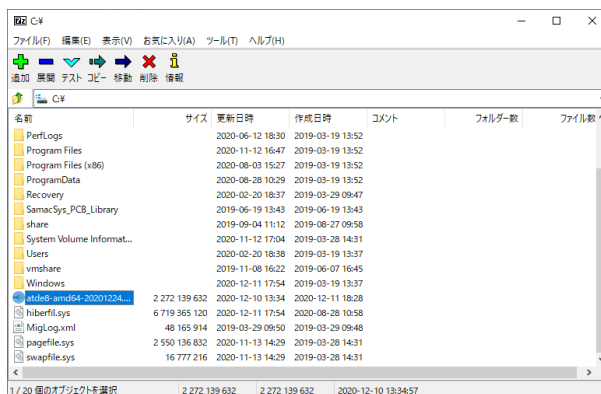 C:¥
ファイル(F) 編集(E) 表示(V) お気に入り(A) ツール(T) ヘルプ(H)
追加 展開 テスト コピー 移動 削除 情報
C:¥
名前 サイズ 更新日時 作成日時 コメント フォルダー数 ファイル数
PerfLogs 2020-06-12 18:30 2019-03-19 13:52
Program Files 2020-11-12 16:47 2019-03-19 13:52
Program Files (x86) 2020-08-03 15:27 2019-03-19 13:52
ProgramData 2020-08-28 10:29 2019-03-19 13:52
Recovery 2020-02-20 18:37 2019-03-29 09:47
SamacSys_PCB_Library 2019-06-19 13:43 2019-06-19 13:43
share 2019-09-04 11:12 2019-08-27 09:58
System Volume Informat... 2020-11-12 17:04 2019-03-28 14:31
Users 2020-02-20 18:38 2019-03-19 13:37
vmshare 2019-11-08 16:22 2019-06-07 16:45
Windows 2020-12-11 17:54 2019-03-19 13:37
atde8-amd64-20201224.... 2 272 139 632 2020-12-10 13:34 2020-12-11 18:28
hiberfil.sys 6 719 365 120 2020-12-11 17:54 2020-08-28 10:58
MigLog.xml 48 165 914 2019-03-29 09:50 2019-03-29 09:48
pagefile.sys 2 550 136 832 2020-11-13 14:29 2019-03-28 14:31
swapfile.sys 16 777 216 2020-11-13 14:29 2019-03-28 14:31
1 / 20 個のオブジェクトを選択 2 272 139 632 2 272 139 632 2020-12-10 13:34:57